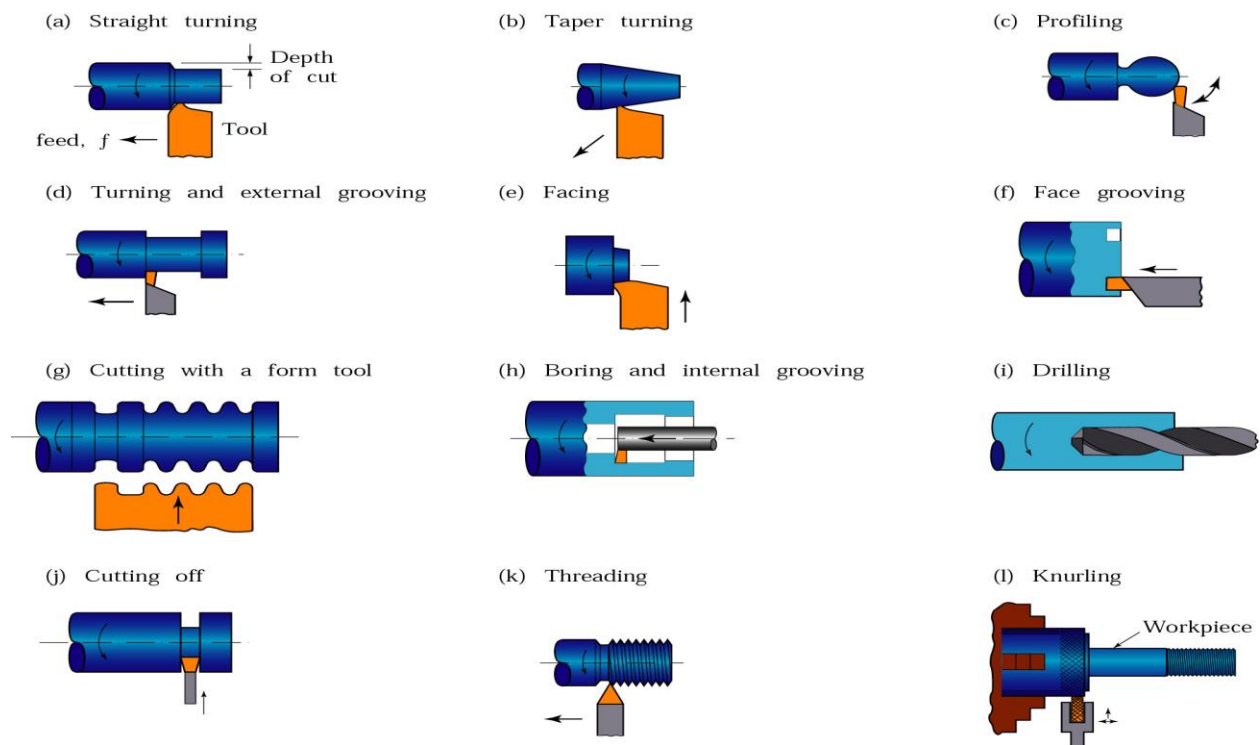 (a) Straight turning
Depth
of cut
Tool
feed, f
(b) Taper turning
(c) Profiling
(d) Turning and external grooving
(e) Facing
(f) Face grooving
(g) Cutting with a form tool
(h) Boring and internal grooving
(i) Drilling
(j) Cutting off
(k) Threading
(l) Knurling
Workpiece